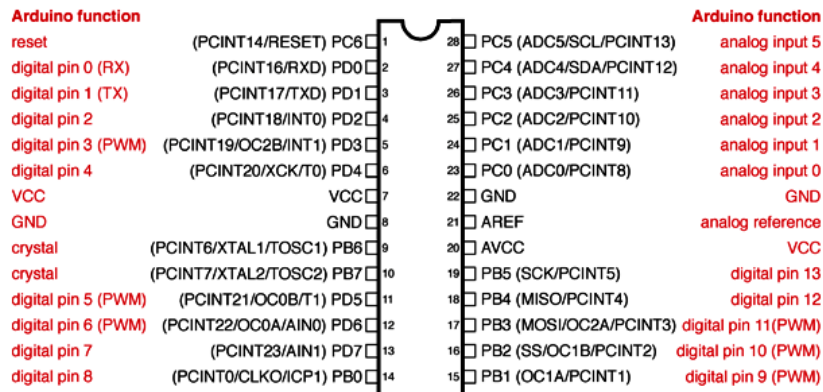 Arduino function Arduino function
reset (PCINT14/RESET) PC6 1 28 PC5 (ADC5/SCL/PCINT13) analog input 5
digital pin 0 (RX) (PCINT16/RXD) PD0 2 27 PC4 (ADC4/SDA/PCINT12) analog input 4
digital pin 1 (TX) (PCINT17/TXD) PD1 3 26 PC3 (ADC3/PCINT11) analog input 3
digital pin 2 (PCINT18/INT0) PD2 4 25 PC2 (ADC2/PCINT10) analog input 2
digital pin 3 (PWM) (PCINT19/OC2B/INT1) PD3 5 24 PC1 (ADC1/PCINT9) analog input 1
digital pin 4 (PCINT20/XCK/T0) PD4 6 23 PC0 (ADC0/PCINT8) analog input 0
VCC VCC 7 22 GND GND
GND GND 8 21 AREF analog reference
crystal (PCINT6/XTAL1/TOSC1) PB6 9 20 AVCC VCC
crystal (PCINT7/XTAL2/TOSC2) PB7 10 19 PB5 (SCK/PCINT5) digital pin 13
digital pin 5 (PWM) (PCINT21/OC0B/T1) PD5 11 18 PB4 (MISO/PCINT4) digital pin 12
digital pin 6 (PWM) (PCINT22/OC0A/AIN0) PD6 12 17 PB3 (MOSI/OC2A/PCINT3) digital pin 11(PWM)
digital pin 7 (PCINT23/AIN1) PD7 13 16 PB2 (SS/OC1B/PCINT2) digital pin 10 (PWM)
digital pin 8 (PCINT0/CLKO/ICP1) PB0 14 15 PB1 (OC1A/PCINT1) digital pin 9 (PWM)